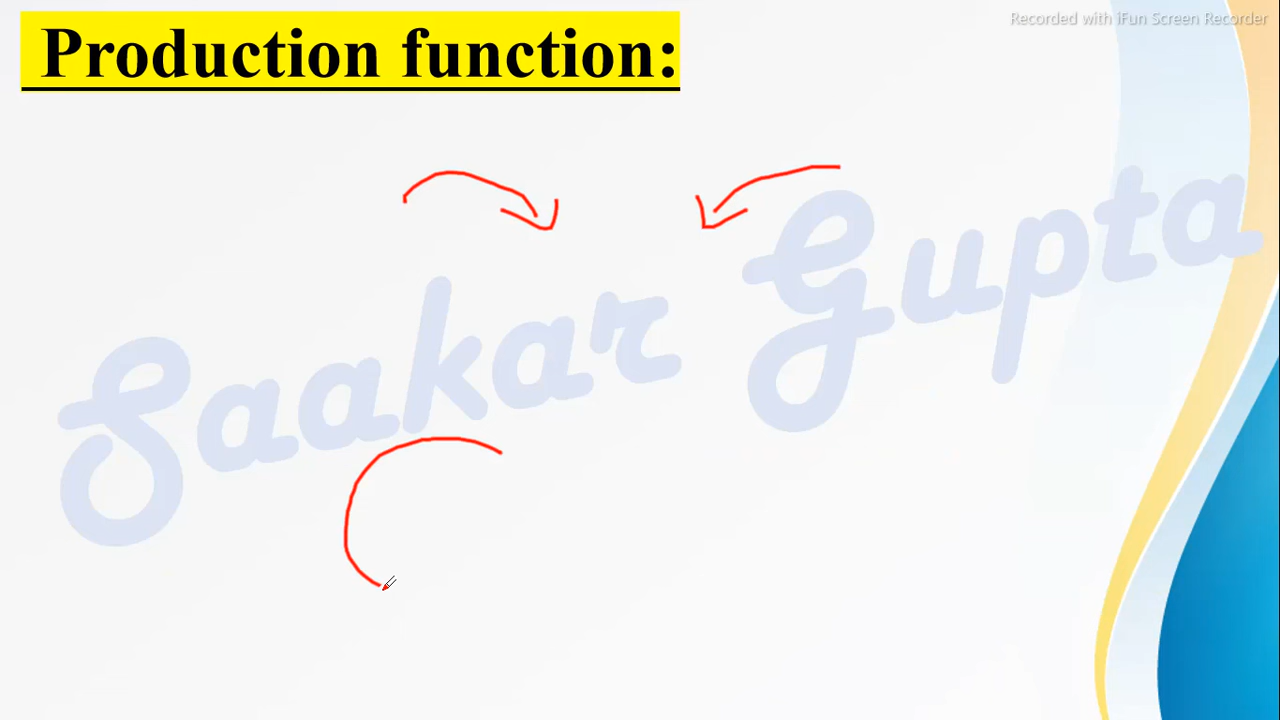 Recorded with iFun Screen Recorder
Production function:
Saakar Gupta